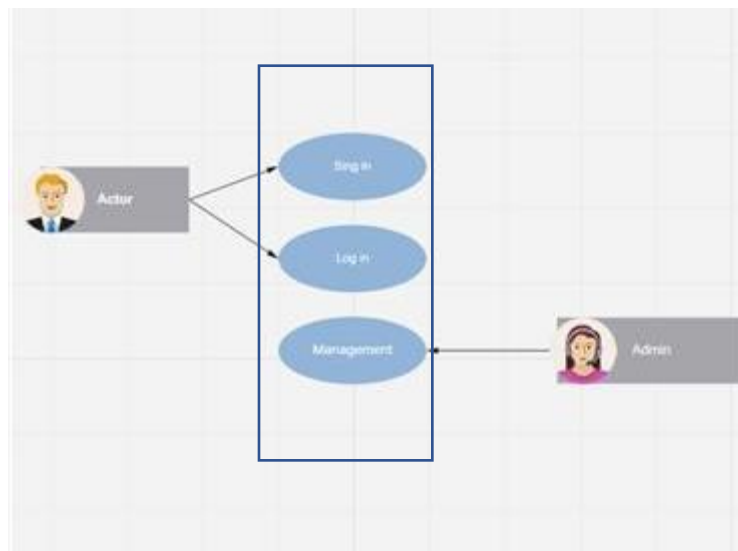 Sing in
Actor
Log in
Management
Admin